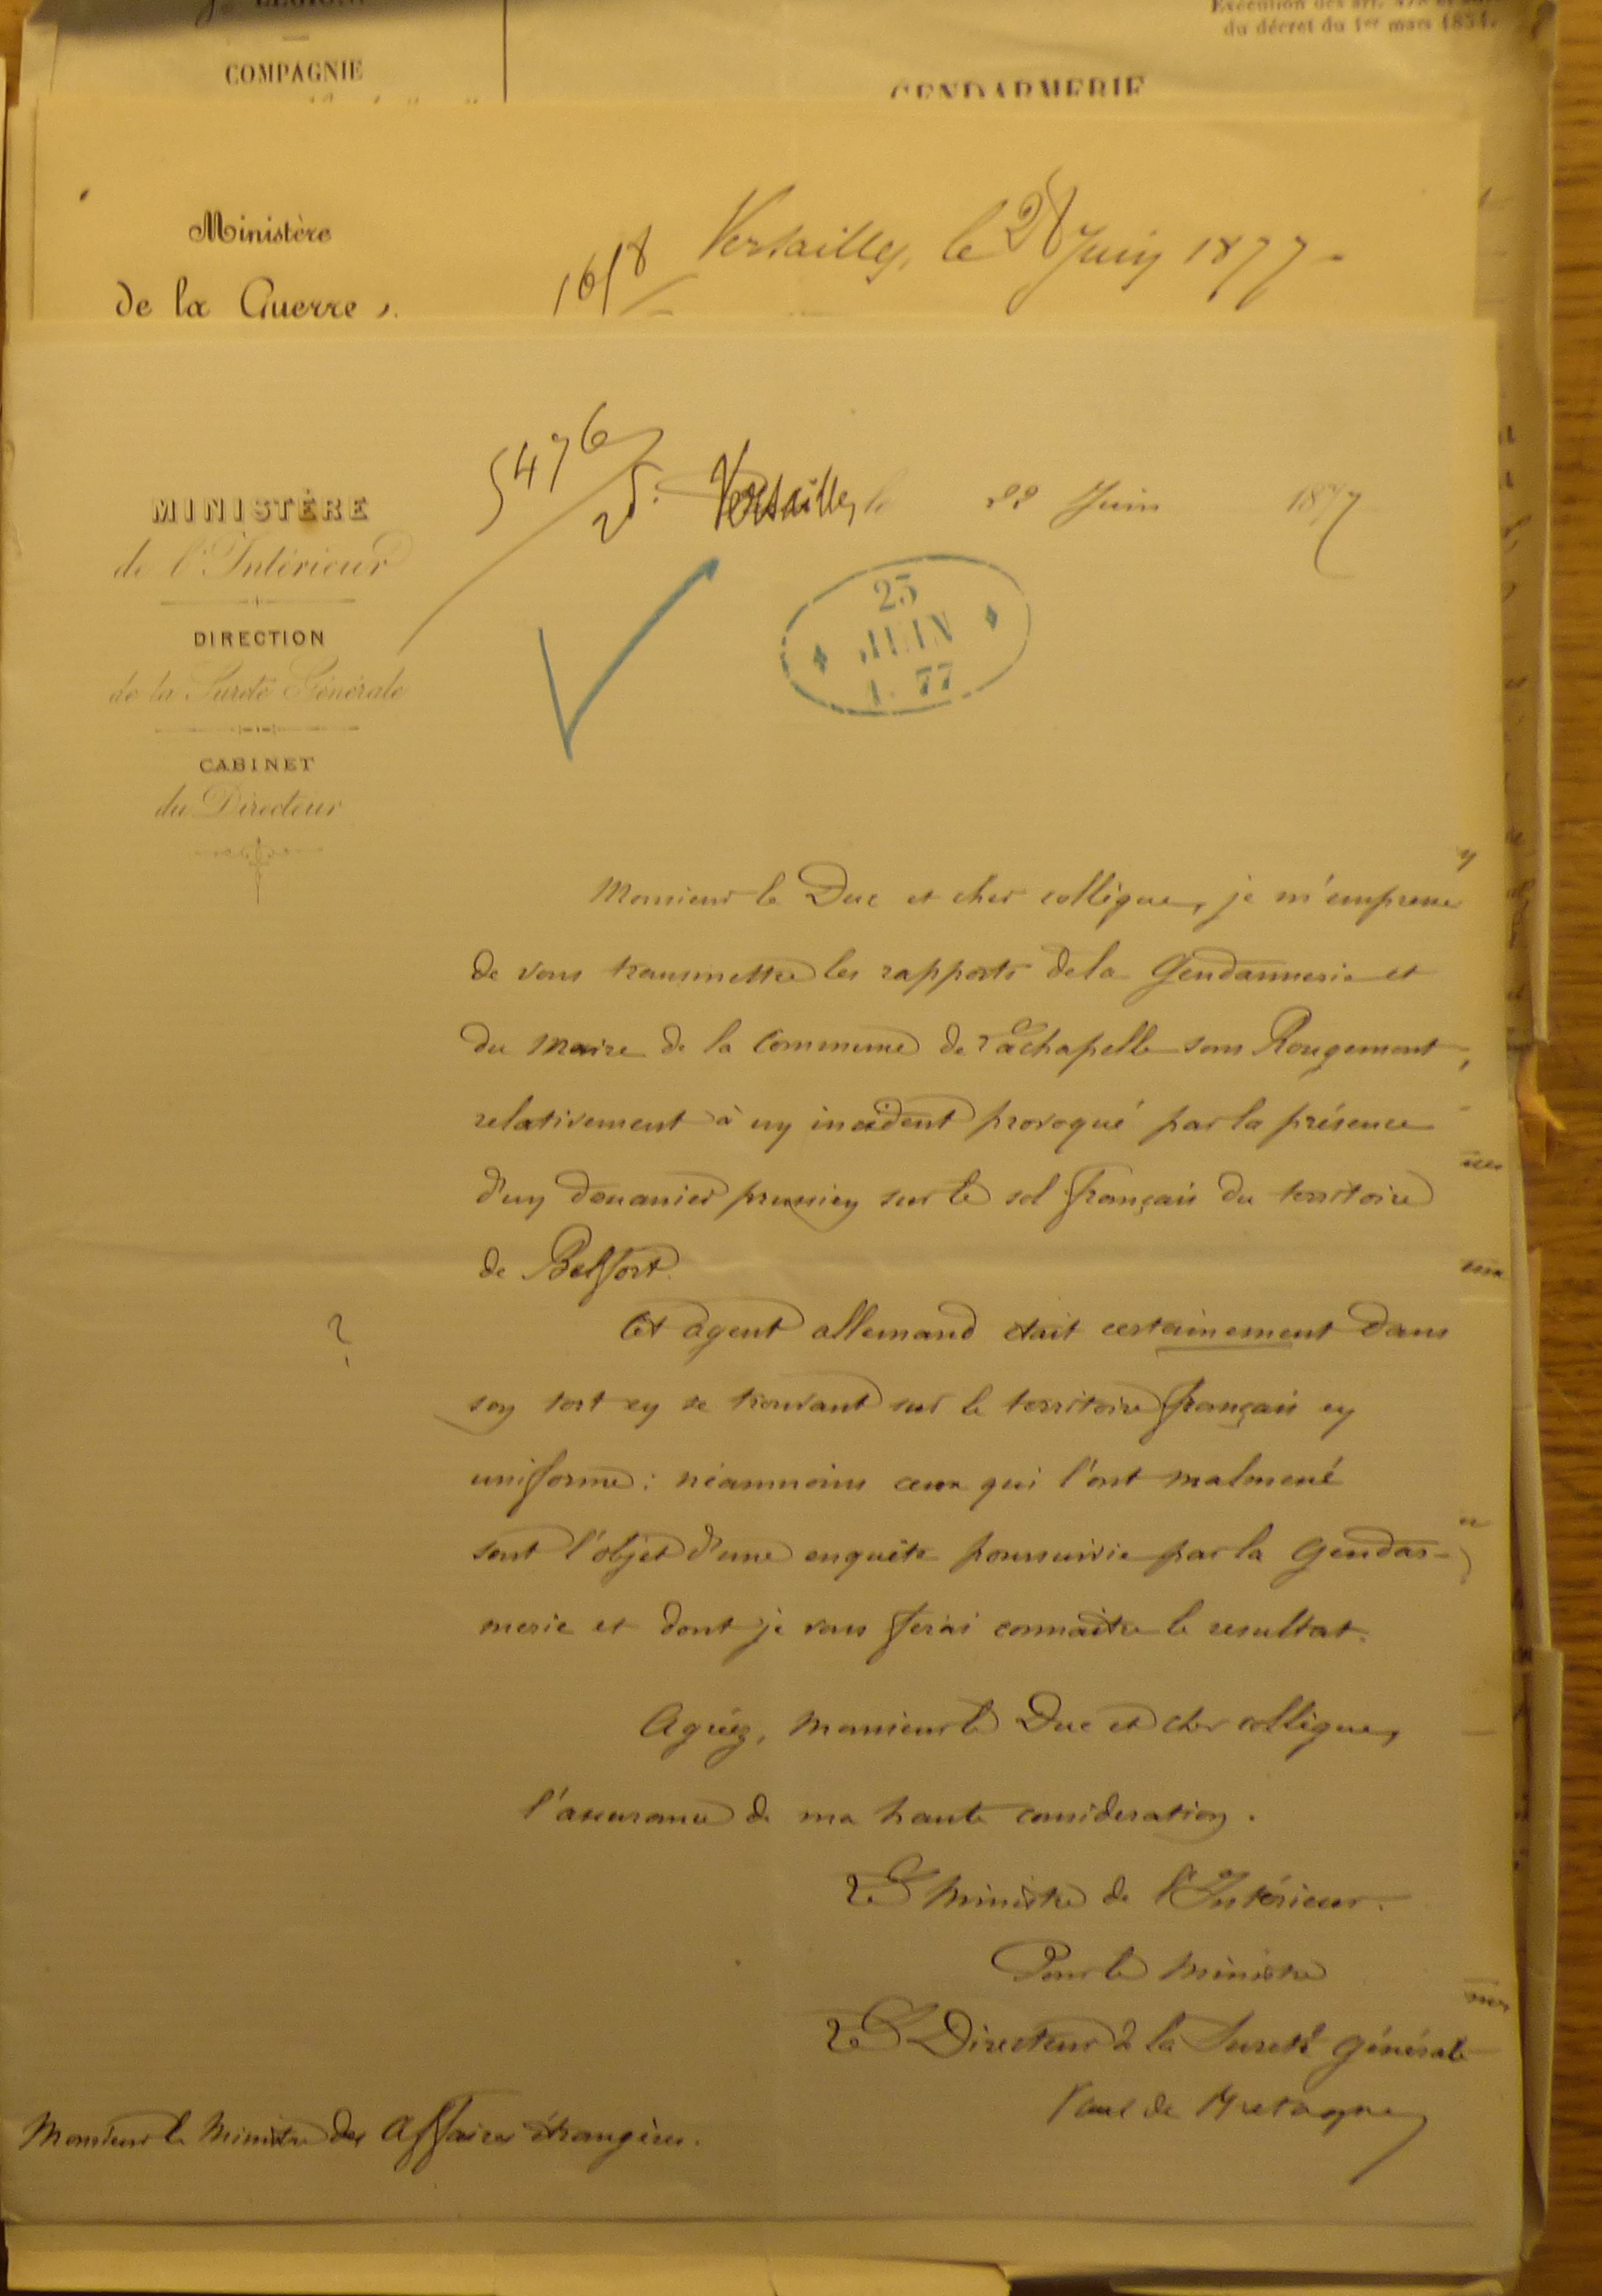 COMPAGNIE
du décret du 1er mars 1854.
GENDARMERIE
Ministère
de la Guerre
1618
Versailles, le 28 Juin 1877
5476
25.
Versailles, le 22 Juin 1877
MINISTÈRE
de l'Intérieur
DIRECTION
de la Sureté Générale
CABINET
du Directeur
23
JUIN
77
Monsieur le Duc et cher collègue, je m'empresse
de vous transmettre les rapports de la Gendarmerie et
du Maire de la Commune de Lachapelle sous Rougemont,
relativement à un incident provoqué par la présence
d'un douanier prussien sur le sol français du territoire
de Belfort.
?
Cet agent allemand était certainement dans
son tort en se trouvant sur le territoire français en
uniforme : néanmoins ceux qui l'ont malmené
sont l'objet d'une enquête poursuivie par la Gendar-
merie et dont je vous ferai connaître le resultat.
Agréez, Monsieur le Duc et cher collègue,
l'assurance de ma haute consideration.
Le Ministre de l'Intérieur.
Pour le Ministre
Le Directeur de la Sureté Générale
de
Monsieur le Ministre des Affaires étrangères.